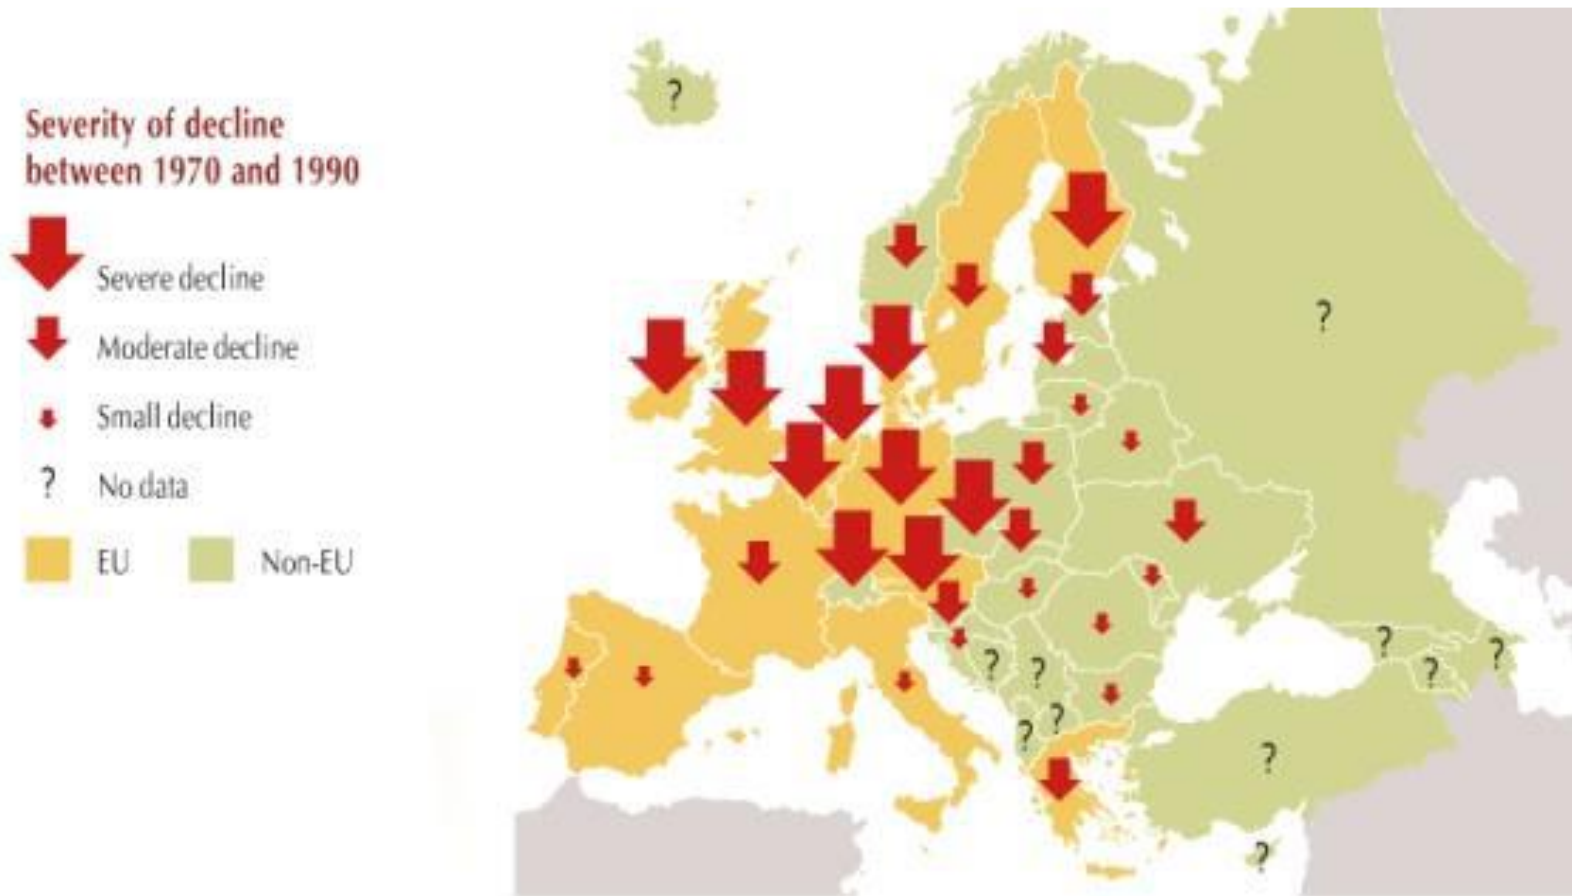 Severity of decline
between 1970 and 1990
Severe decline
Moderate decline
Small decline
? No data
EU Non-EU
?
?
?
?
?
?
?
?
?
?
?